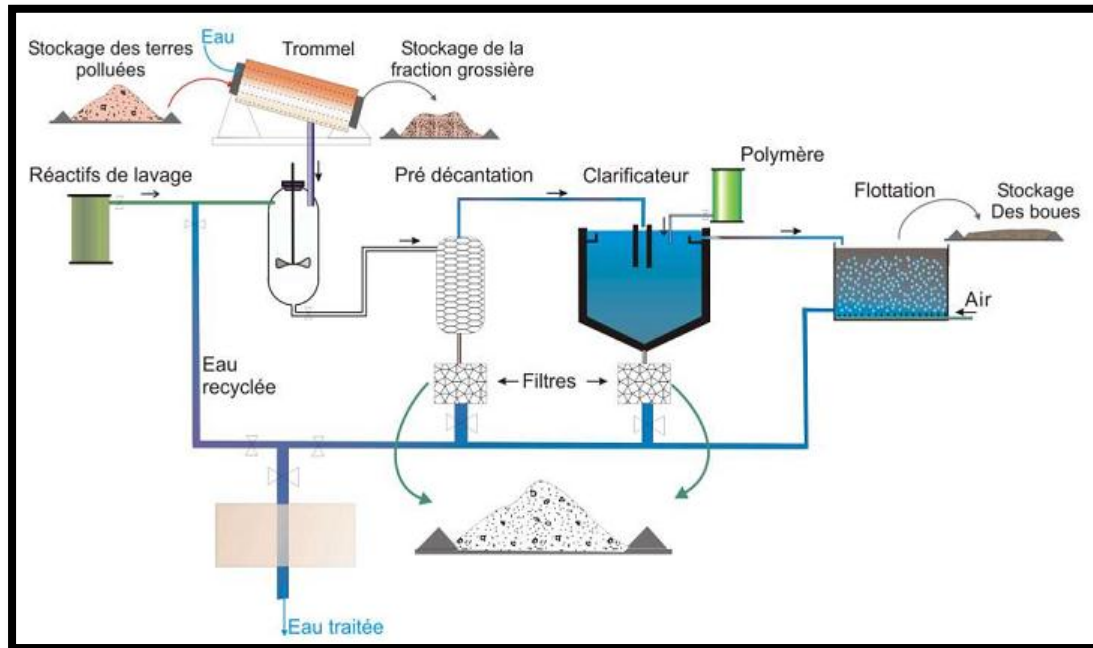 Eau
Trommel
Stockage des terres
polluées
Stockage de la
fraction grossière
Réactifs de lavage
Pré décantation
Clarificateur
Polymère
Flottation
Stockage
Des boues
Air
Eau
recyclée
Filtres
Eau traitée